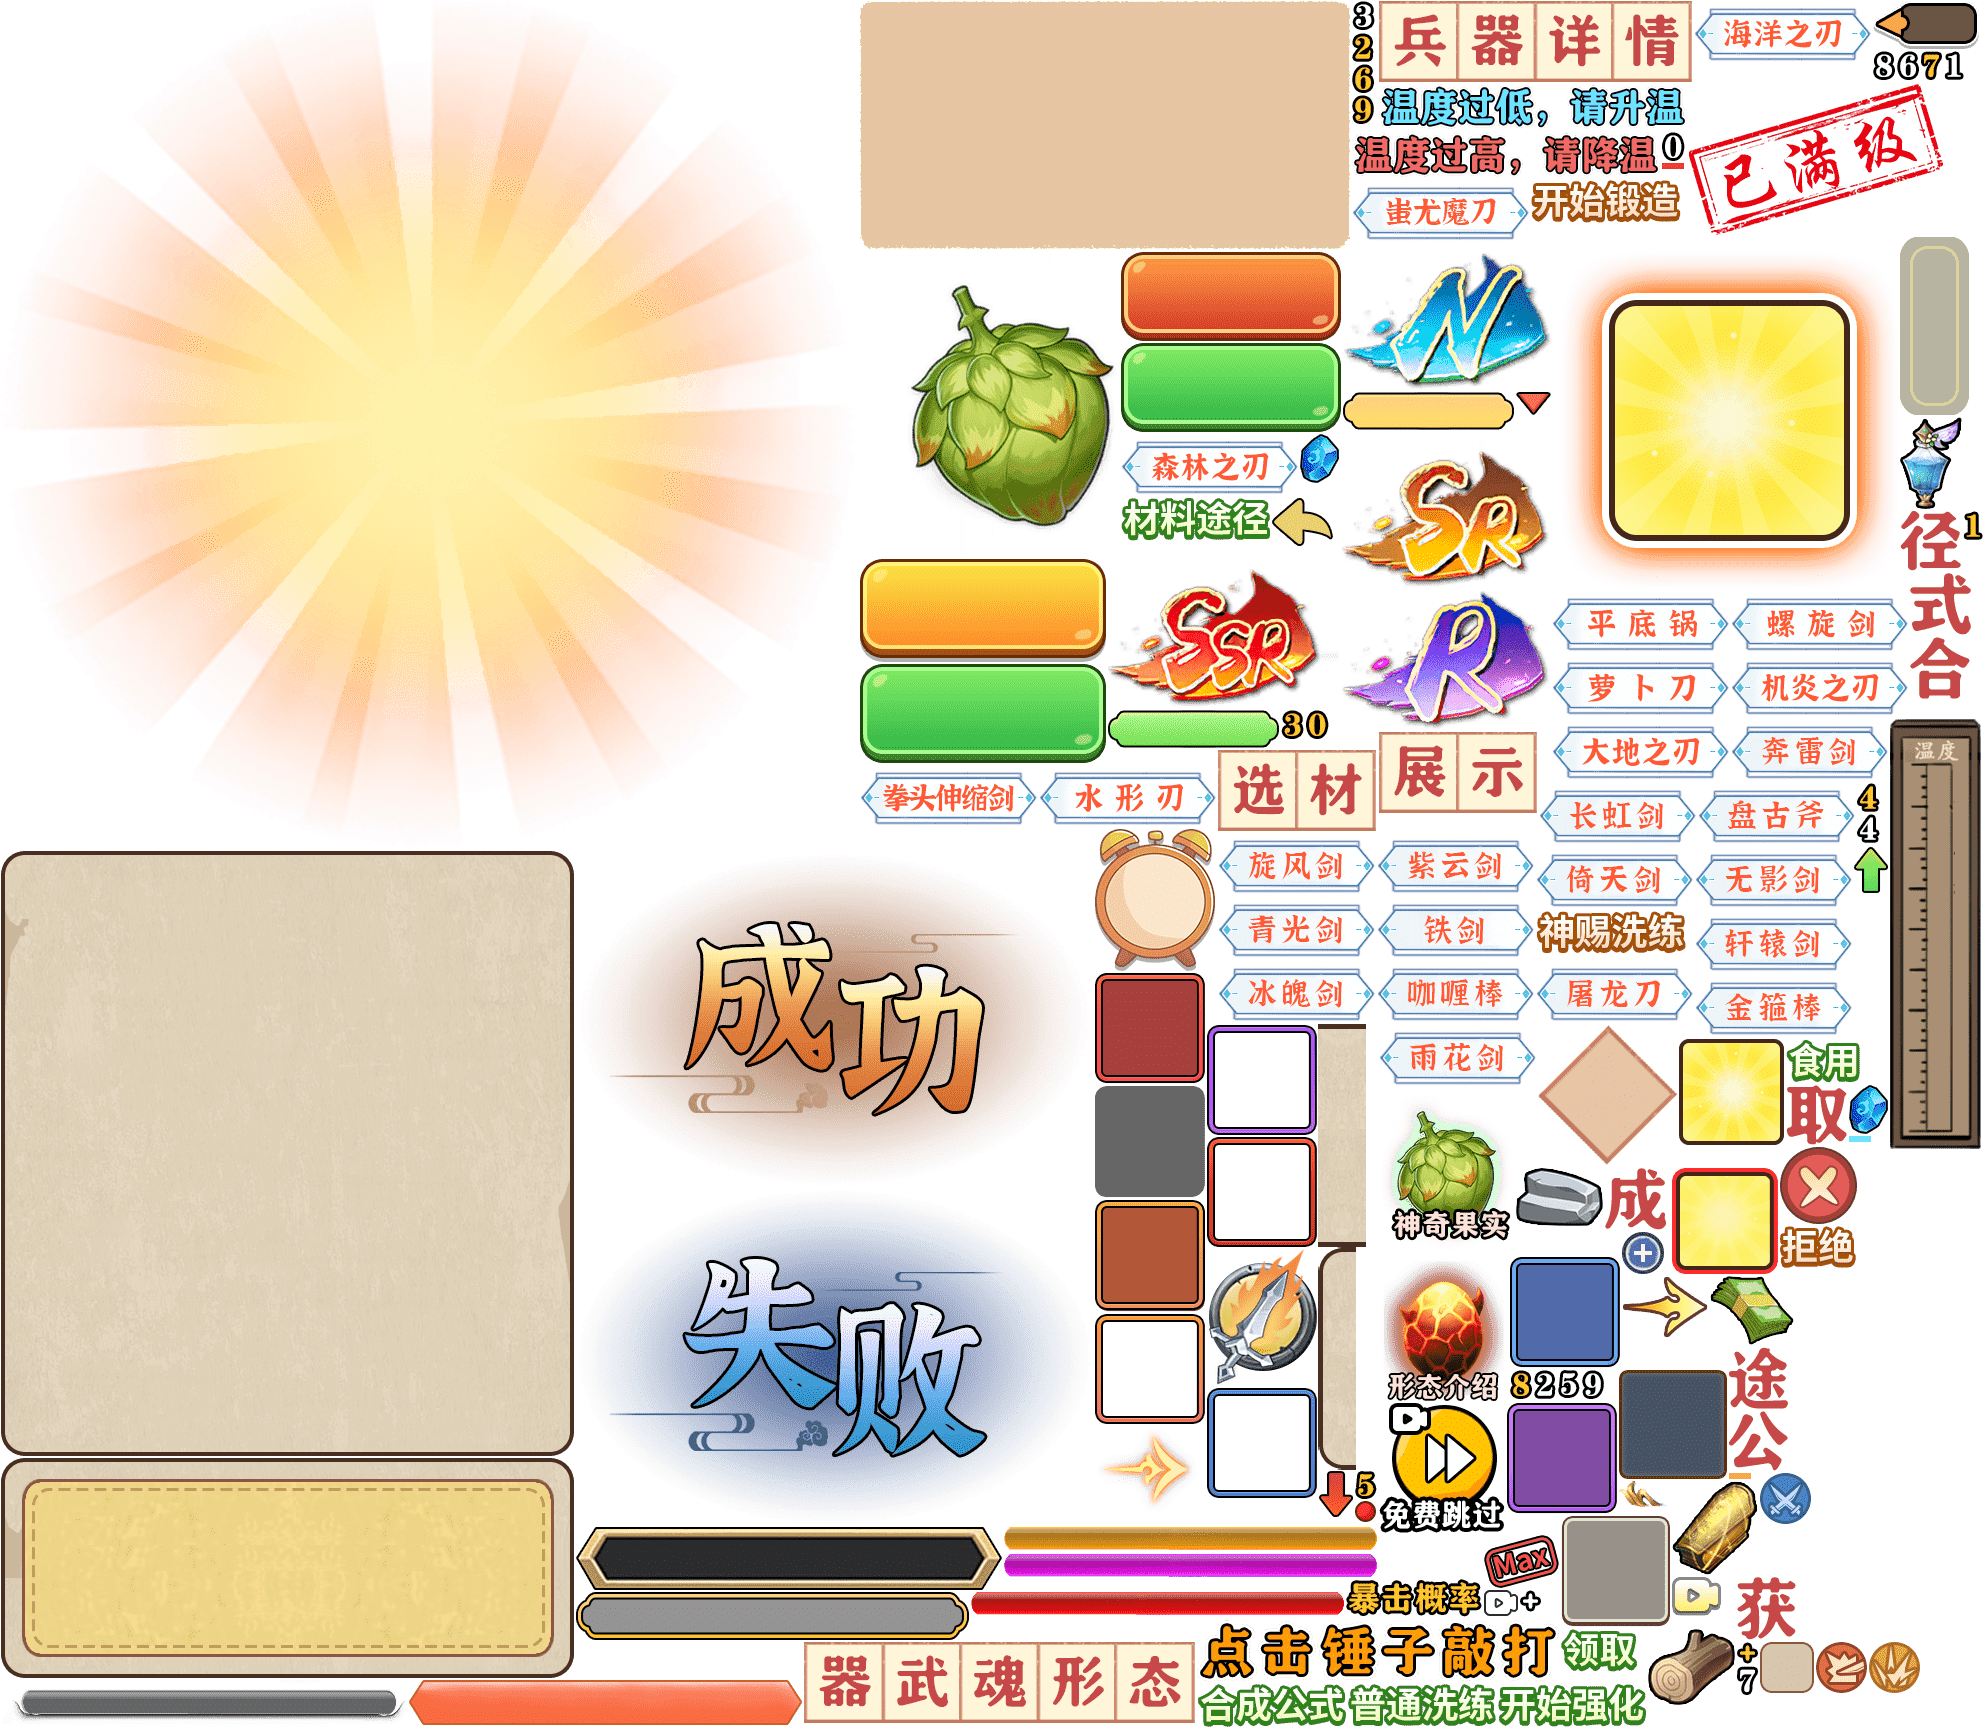 3
2
6
9
兵器详情
海洋之刃
8671
温度过低，请升温
温度过高，请降温
0
已满级
蚩尤魔刀
开始锻造
N
森林之刃
材料途径
SR
1
径
式
合
SSR
R
30
平底锅
螺旋剑
萝卜刀
机炎之刃
大地之刃
奔雷剑
温度
选材
展示
拳头伸缩剑
水形刃
长虹剑
盘古斧
4
4
旋风剑
紫云剑
倚天剑
无影剑
青光剑
铁剑
神赐洗练
轩辕剑
冰魄剑
咖喱棒
屠龙刀
金箍棒
雨花剑
成功
食用
取
神奇果实
成
拒绝
失败
形态介绍
8259
途
公
5
免费跳过
Max
暴击概率
+
获
点击锤子敲打
领取
器武魂形态
+
7
合成公式
普通洗练
开始强化